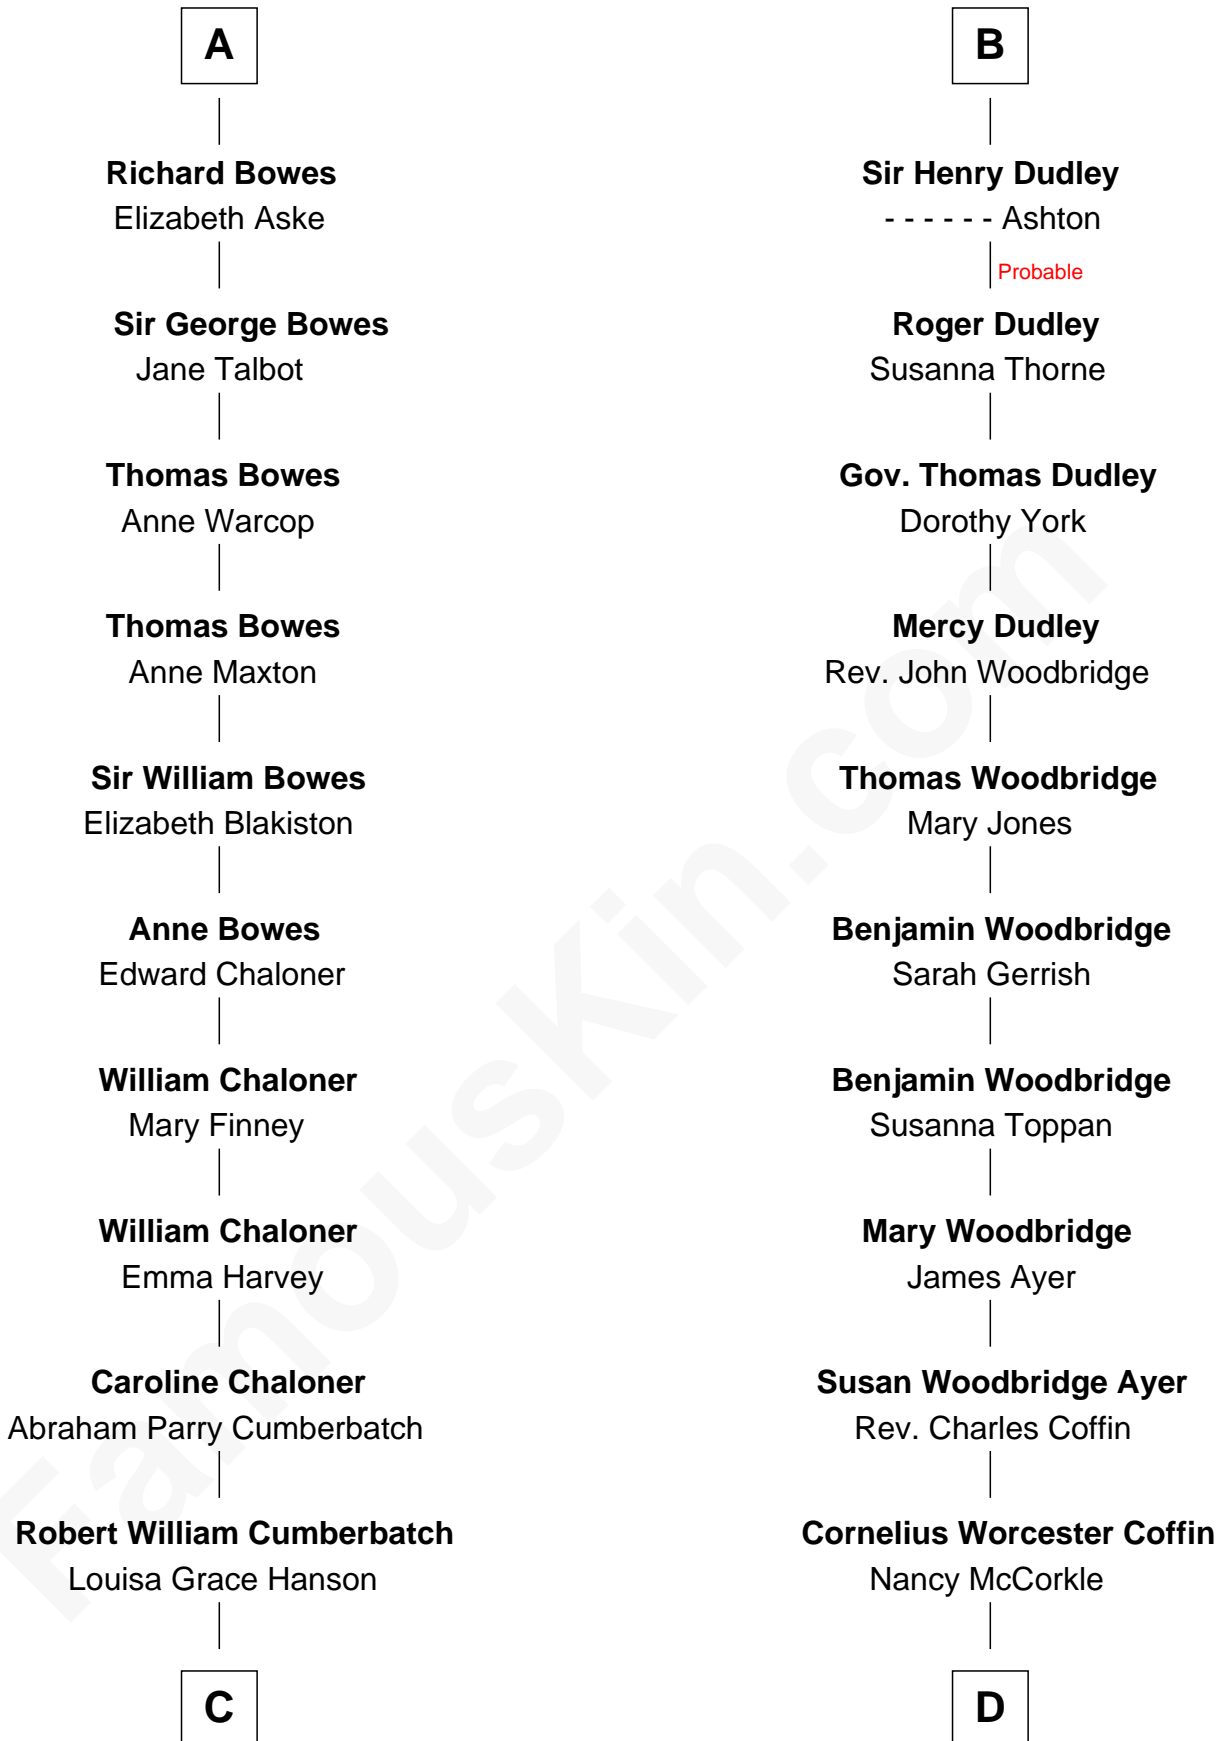 A
Richard Bowes
Elizabeth Aske
Sir George Bowes
Jane Talbot
Thomas Bowes
Anne Warcop
Thomas Bowes
Anne Maxton
Sir William Bowes
Elizabeth Blakiston
Anne Bowes
Edward Chaloner
William Chaloner
Mary Finney
William Chaloner
Emma Harvey
Caroline Chaloner
Abraham Parry Cumberbatch
Robert William Cumberbatch
Louisa Grace Hanson
C
B
Sir Henry Dudley
- - - - - - Ashton
Probable
Roger Dudley
Susanna Thorne
Gov. Thomas Dudley
Dorothy York
Mercy Dudley
Rev. John Woodbridge
Thomas Woodbridge
Mary Jones
Benjamin Woodbridge
Sarah Gerrish
Benjamin Woodbridge
Susanna Toppan
Mary Woodbridge
James Ayer
Susan Woodbridge Ayer
Rev. Charles Coffin
Cornelius Worcester Coffin
Nancy McCorkle
D
FamousKin.com